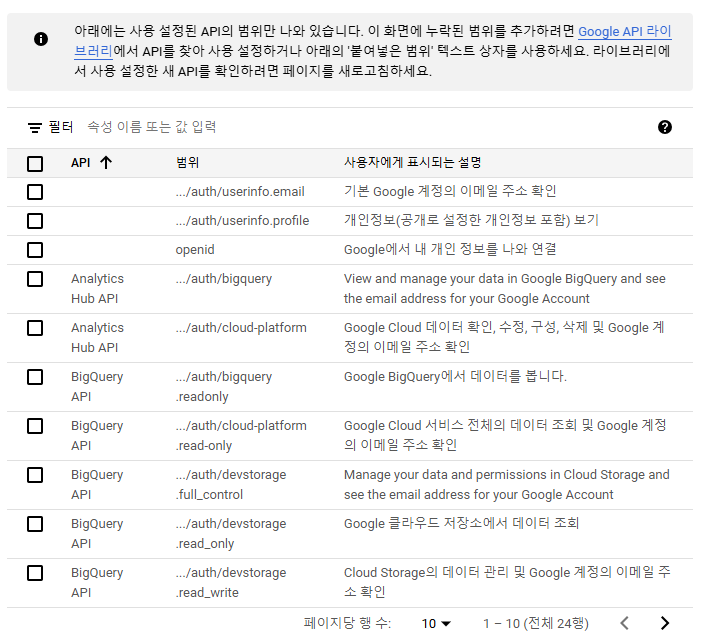 아래에는 사용 설정된 API의 범위만 나와 있습니다. 이 화면에 누락된 범위를 추가하려면 Google API 라이
브러리에서 API를 찾아 사용 설정하거나 아래의 '붙여넣은 범위' 텍스트 상자를 사용하세요. 라이브러리에
서 사용 설정한 새 API를 확인하려면 페이지를 새로고침하세요.
필터 속성 이름 또는 값 입력
API 범위 사용자에게 표시되는 설명
.../auth/userinfo.email 기본 Google 계정의 이메일 주소 확인
.../auth/userinfo.profile 개인정보(공개로 설정한 개인정보 포함) 보기
openid Google에서 내 개인 정보를 나와 연결
Analytics .../auth/bigquery View and manage your data in Google BigQuery and see
Hub API the email address for your Google Account
Analytics .../auth/cloud-platform Google Cloud 데이터 확인, 수정, 구성, 삭제 및 Google 계
Hub API 정의 이메일 주소 확인
BigQuery .../auth/bigquery Google BigQuery에서 데이터를 봅니다.
API .readonly
BigQuery .../auth/cloud-platform Google Cloud 서비스 전체의 데이터 조회 및 Google 계정
API .read-only 의 이메일 주소 확인
BigQuery .../auth/devstorage Manage your data and permissions in Cloud Storage and
API .full_control see the email address for your Google Account
BigQuery .../auth/devstorage Google 클라우드 저장소에서 데이터 조회
API .read_only
BigQuery .../auth/devstorage Cloud Storage의 데이터 관리 및 Google 계정의 이메일 주
API .read_write 소 확인
페이지당 행 수: 10 1 – 10 (전체 24행)